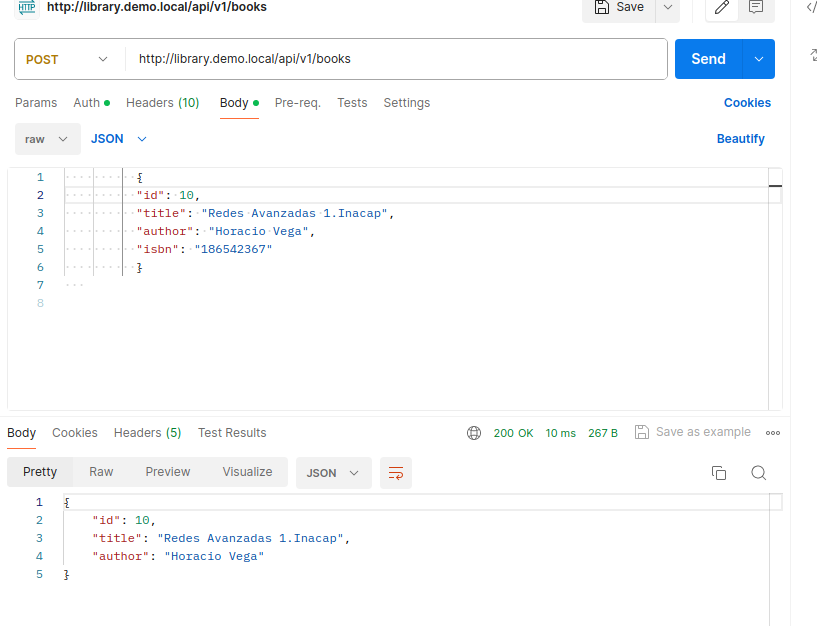 HTTP http://library.demo.local/api/v1/books Save
POST http://library.demo.local/api/v1/books Send
Params Auth Headers (10) Body Pre-req. Tests Settings Cookies
raw JSON Beautify
1 {
2 "id": 10,
3 "title": "Redes Avanzadas 1.Inacap",
4 "author": "Horacio Vega",
5 "isbn": "186542367"
6 }
7
8
Body Cookies Headers (5) Test Results 200 OK 10 ms 267 B Save as example
Pretty Raw Preview Visualize JSON
1 {
2 "id": 10,
3 "title": "Redes Avanzadas 1.Inacap",
4 "author": "Horacio Vega"
5 }